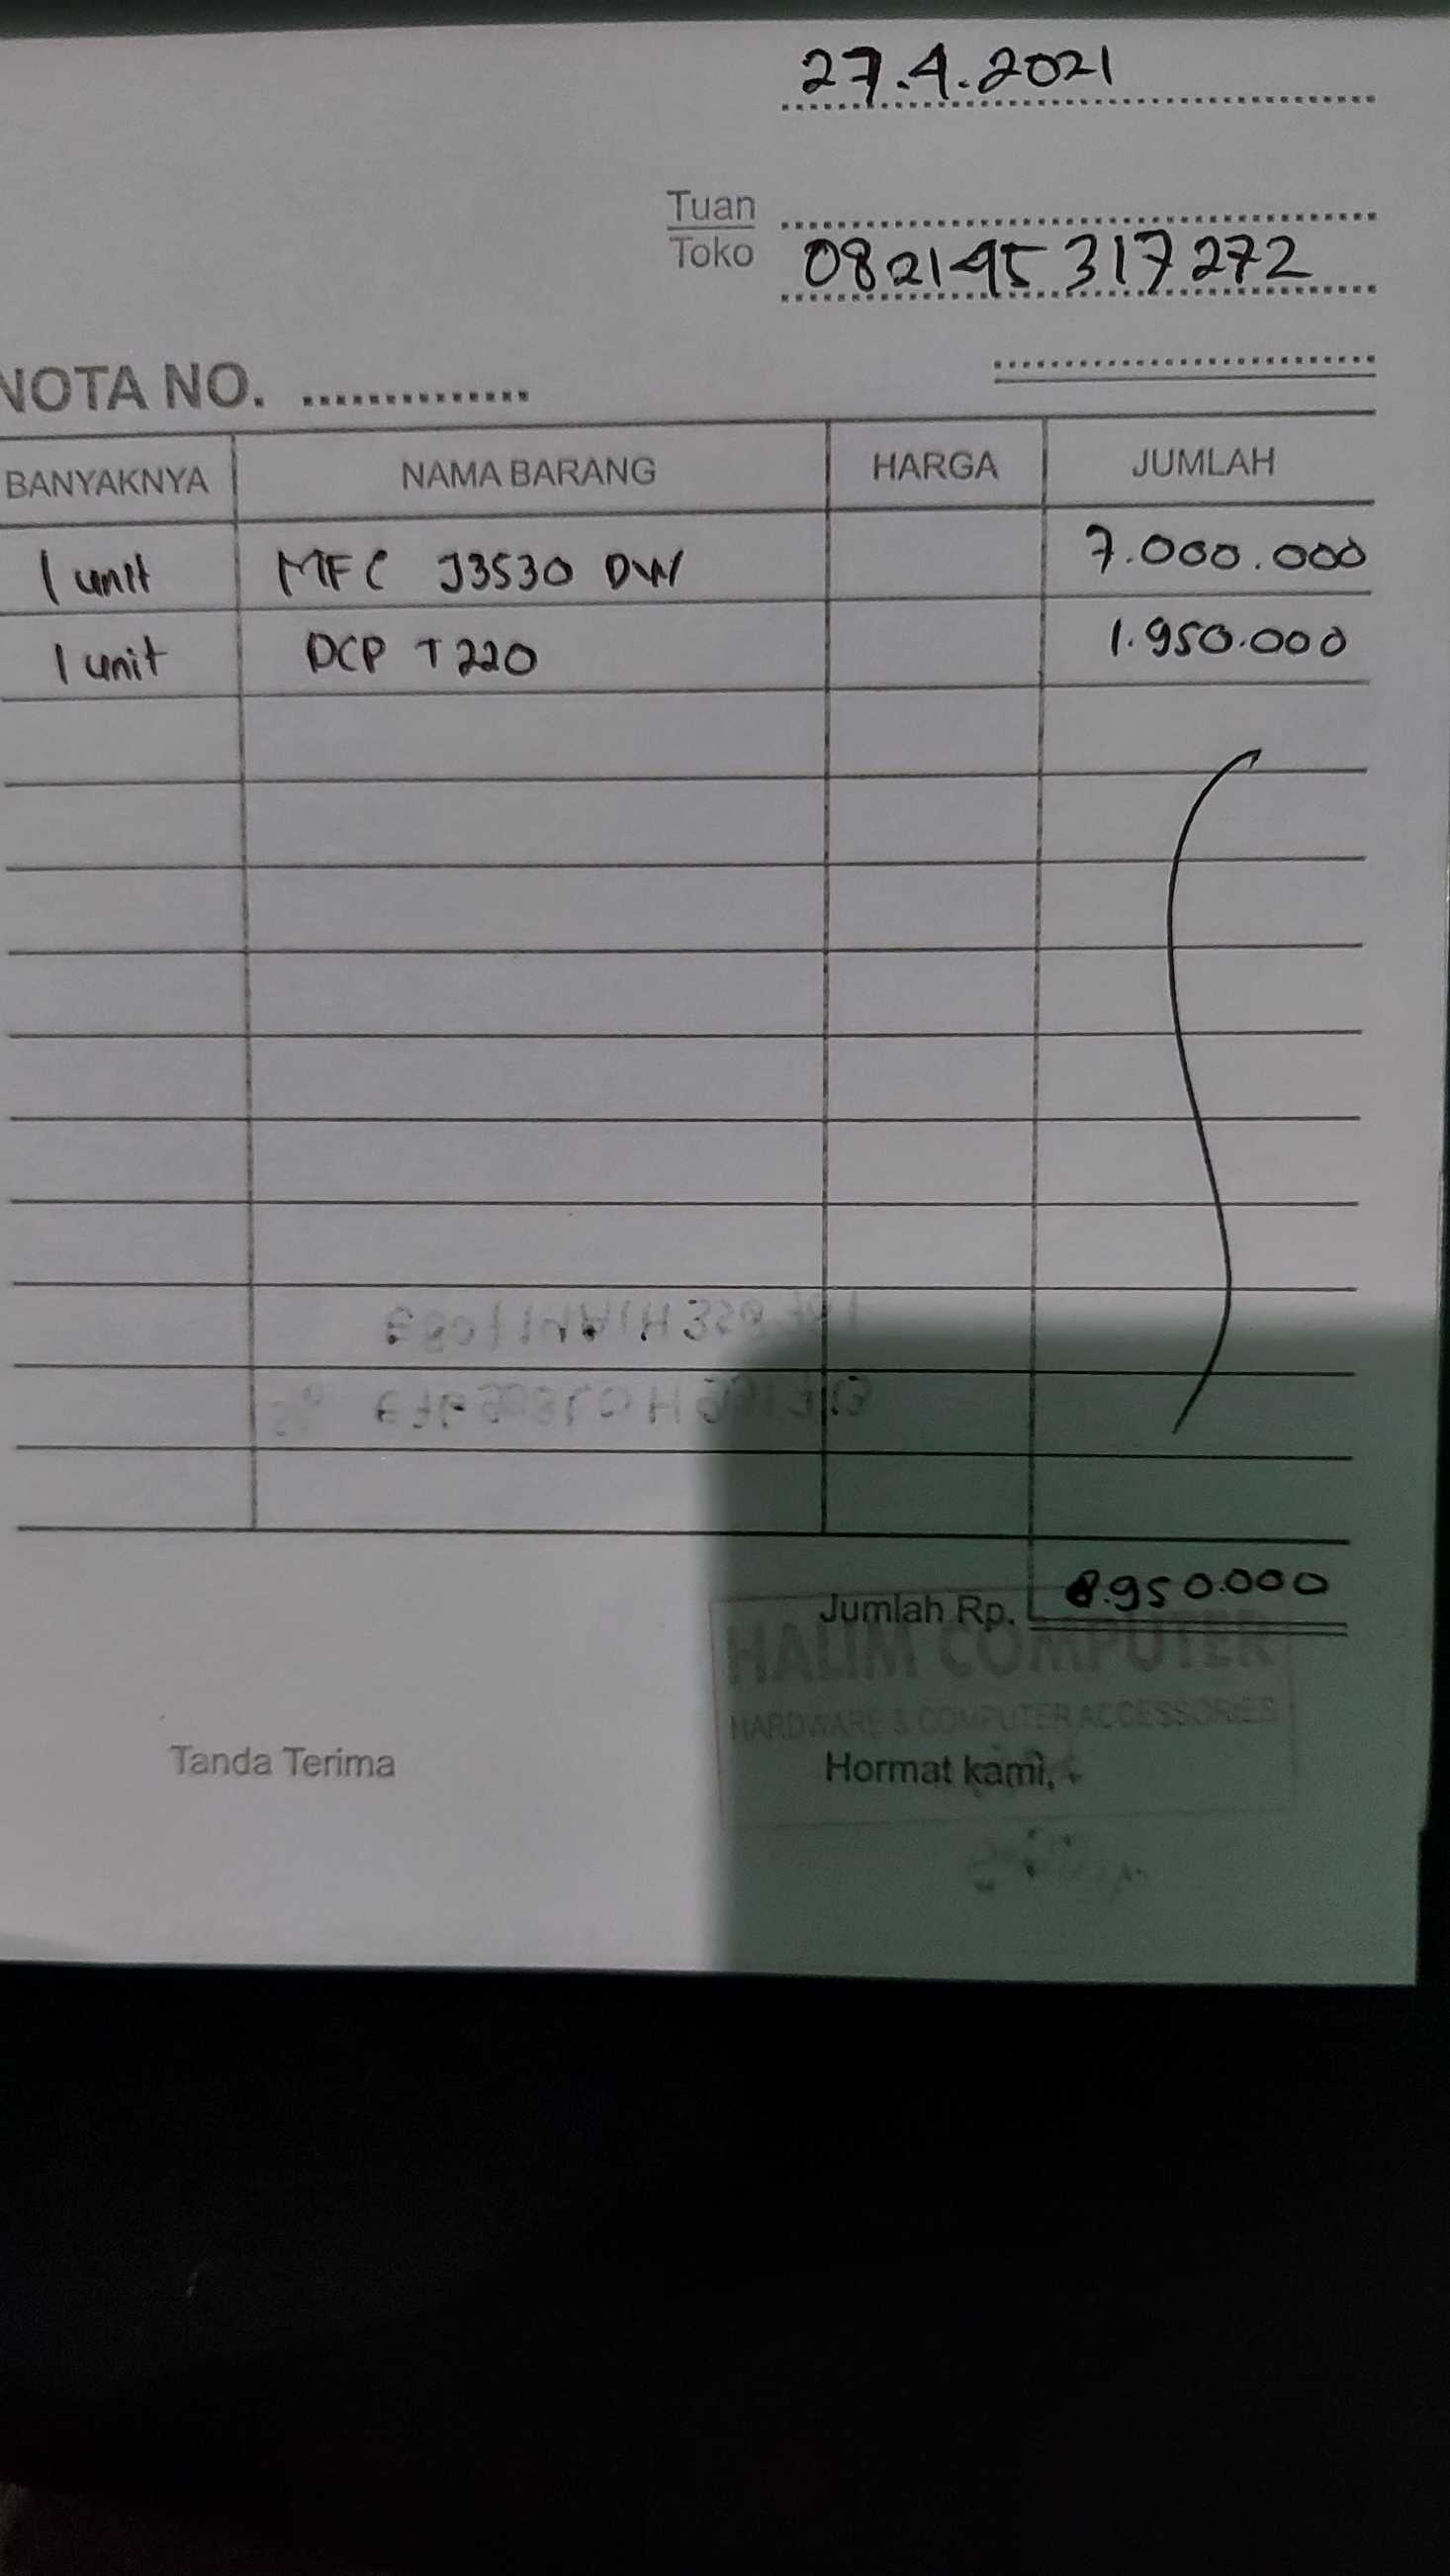 27.4.2021
Tuan
Toko 082145317272
NOTA NO. ..............
BANYAKNYA NAMA BARANG HARGA JUMLAH
1 unit MFC J3530 DW 7.000.000
1 unit DCP T220 1.950.000
Jumlah Rp. 8.950.000
HALIM COMPUTER
HARDWARE & COMPUTER ACCESSORIES
Tanda Terima Hormat kami,